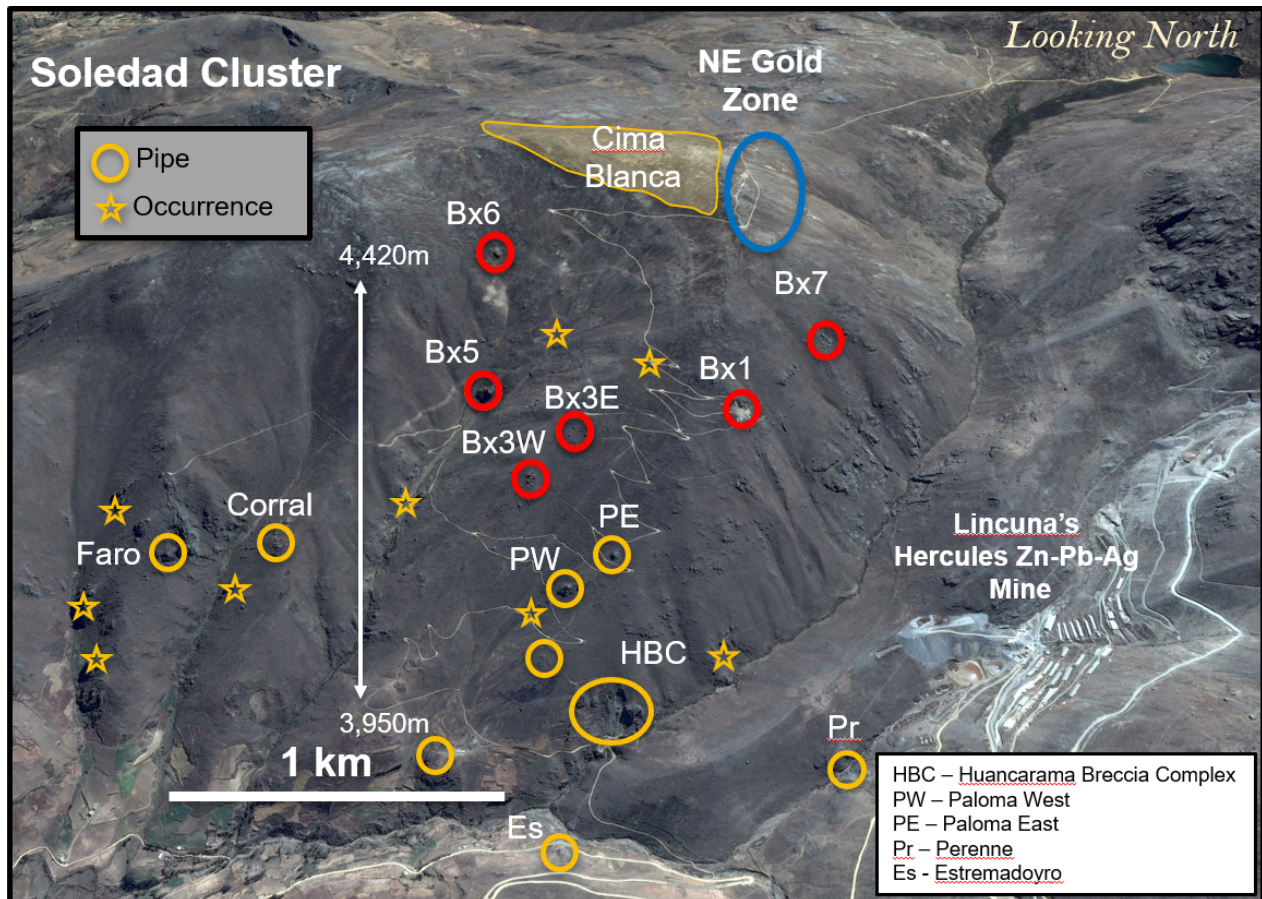 Looking North
Soledad Cluster
NE Gold
Zone
Pipe
Occurrence
Cima
Blanca
Bx6
4,420m
Bx7
Bx5
Bx1
Bx3E
Bx3W
Corral
PE
Faro
PW
Lincuna’s
Hercules Zn-Pb-Ag
Mine
HBC
3,950m
Pr
1 km
Es
HBC – Huancarama Breccia Complex
PW – Paloma West
PE – Paloma East
Pr – Perenne
Es - Estremadoyro